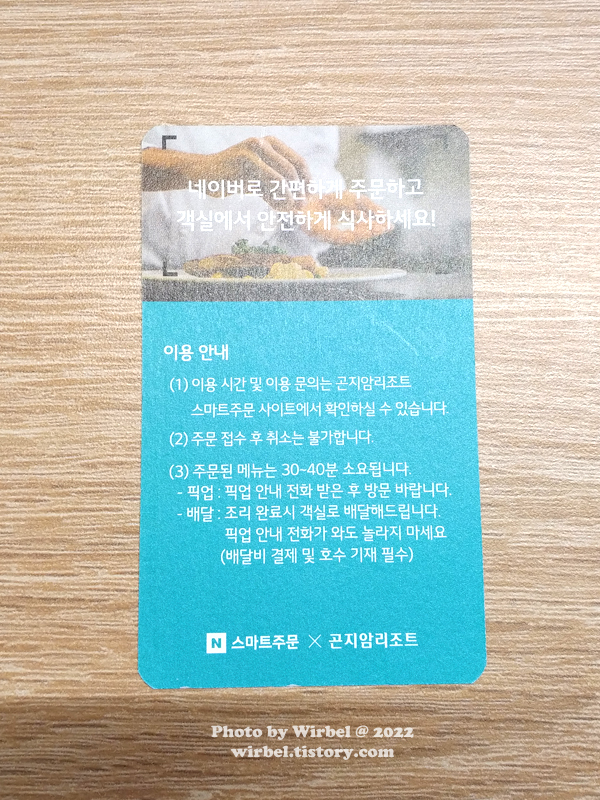 네이버로 간편하게 주문하고
객실에서 안전하게 식사하세요!
이용 안내
(1) 이용 시간 및 이용 문의는 곤지암리조트
스마트주문 사이트에서 확인하실 수 있습니다.
(2) 주문 접수 후 취소는 불가합니다.
(3) 주문된 메뉴는 30~40분 소요됩니다.
- 픽업 : 픽업 안내 전화 받은 후 방문 바랍니다.
- 배달 : 조리 완료시 객실로 배달해드립니다.
픽업 안내 전화가 와도 놀라지 마세요
(배달비 결제 및 호수 기재 필수)
N 스마트주문 × 곤지암리조트
Photo by Wirbel @ 2022
wirbel.tistory.com